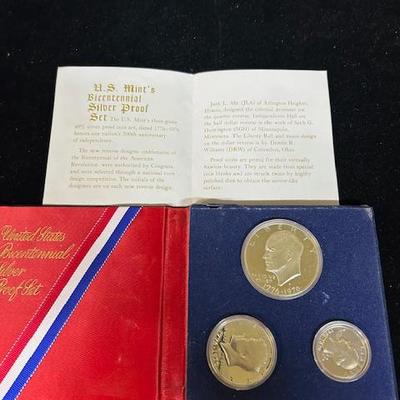 U.S. Mint's
Bicentennial
Silver Proof
Set The U.S. Mint's three-piece
40% silver proof coin set, dated 1776-1976,
honors our nation's 200th anniversary
of independence.
The new reverse designs emblematic of
the Bicentennial of the American
Revolution, were authorized by Congress
and were selected through a national coin
design competition. The initials of the
designers are on each new reverse design.
Jack L. Ahr (JLA) of Arlington Heights,
Illinois, designed the colonial drummer on
the quarter reverse. Independence Hall on
the half dollar reverse is the work of Seth G.
Huntington (SGH) of Minneapolis,
Minnesota. The Liberty Bell and moon design
on the dollar reverse is by Dennis R.
Williams (DRW) of Columbus, Ohio.
Proof coins are prized for their virtually
flawless beauty. They are made from special
coin blanks and are struck twice by highly
polished dies to obtain the mirror-like
surface.
United States
Bicentennial
Silver
Proof Set
LIBERTY
1776-1976